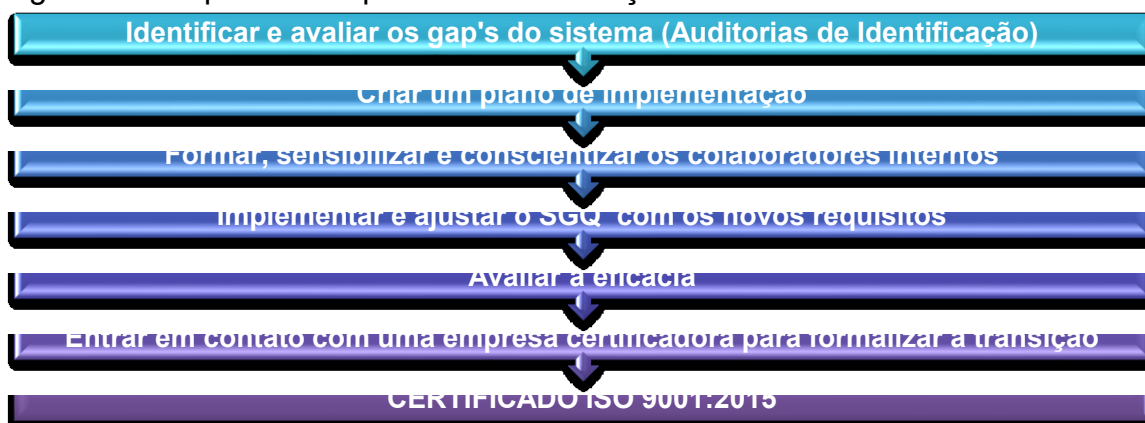 Identificar e avaliar os gap's do sistema (Auditorias de Identificação)
Criar um plano de implementação
Formar, sensibilizar e conscientizar os colaboradores internos
Implementar e ajustar o SGQ com os novos requisitos
Avaliar a eficácia
Entrar em contato com uma empresa certificadora para formalizar a transição
CERTIFICADO ISO 9001:2015